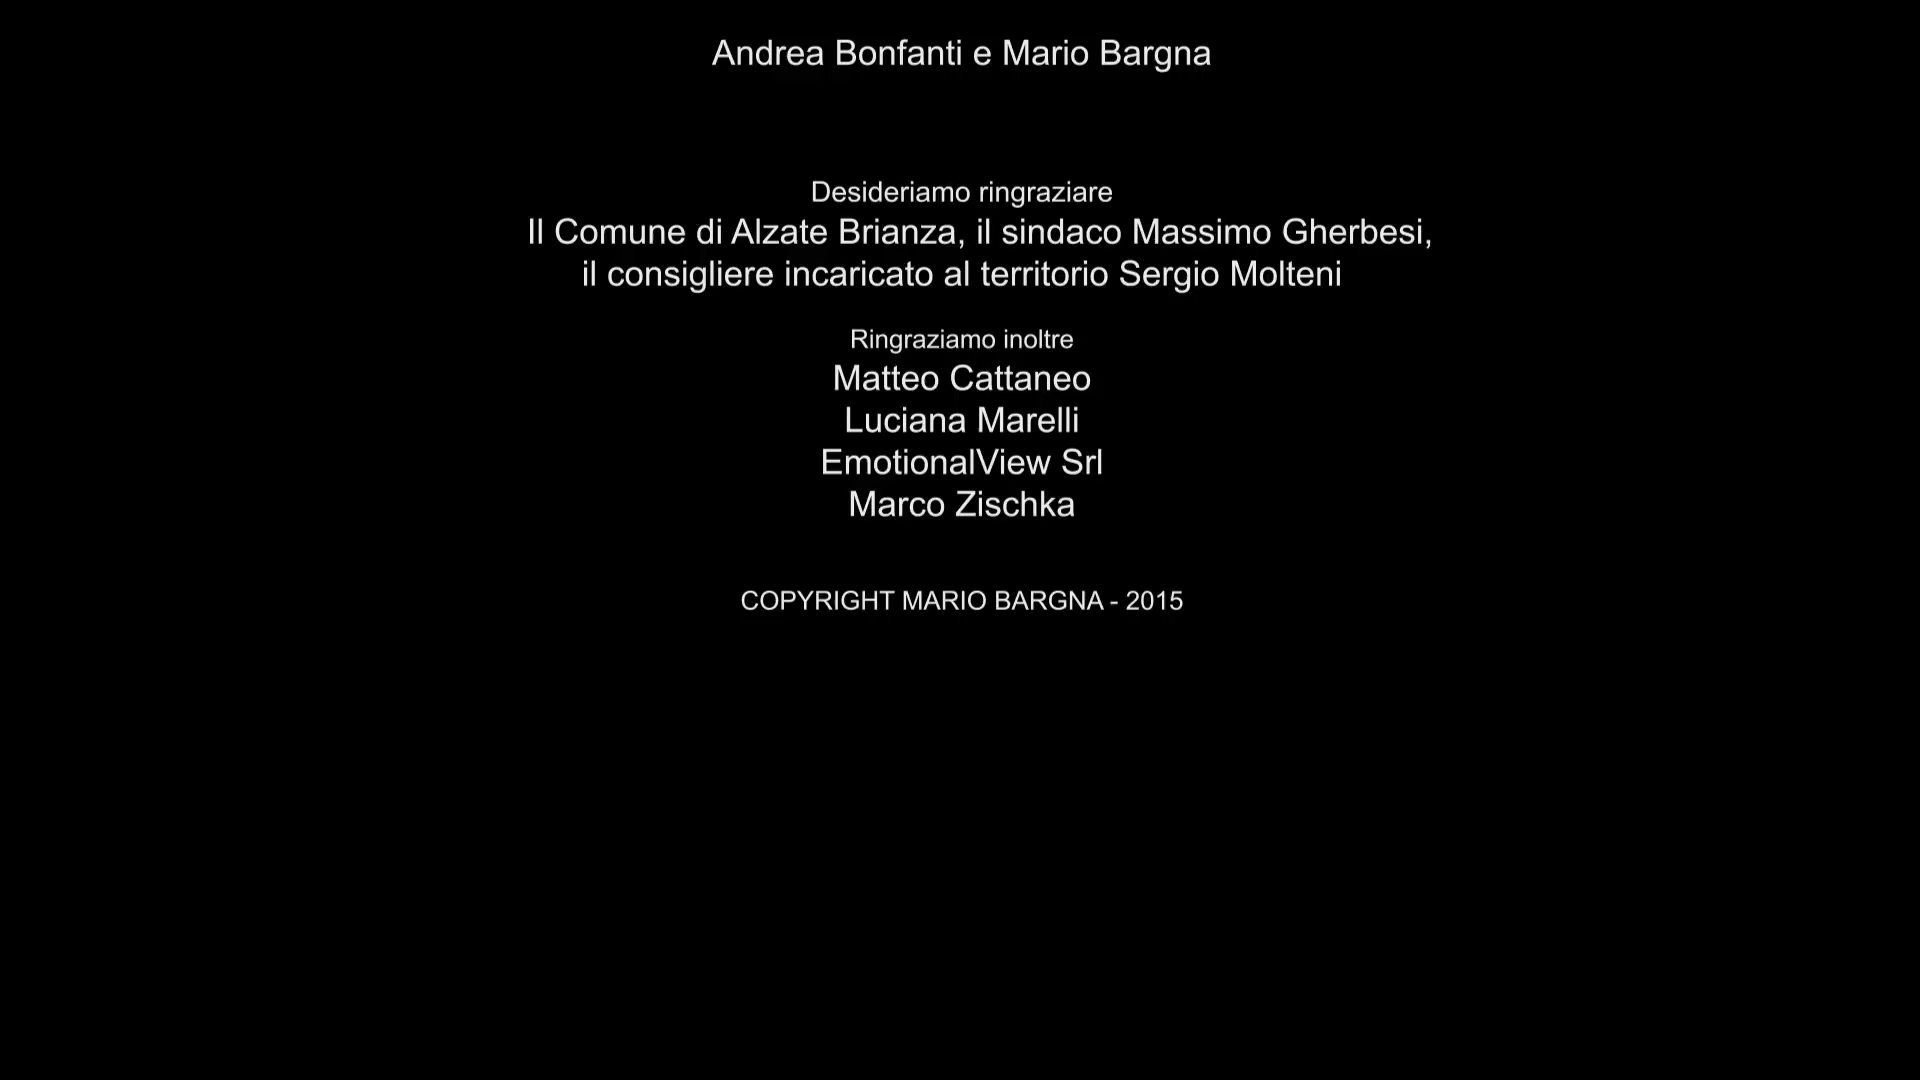 Andrea Bonfanti e Mario Bargna
Desideriamo ringraziare
Il Comune di Alzate Brianza, il sindaco Massimo Gherbesi,
il consigliere incaricato al territorio Sergio Molteni
Ringraziamo inoltre
Matteo Cattaneo
Luciana Marelli
EmotionalView Srl
Marco Zischka
COPYRIGHT MARIO BARGNA - 2015